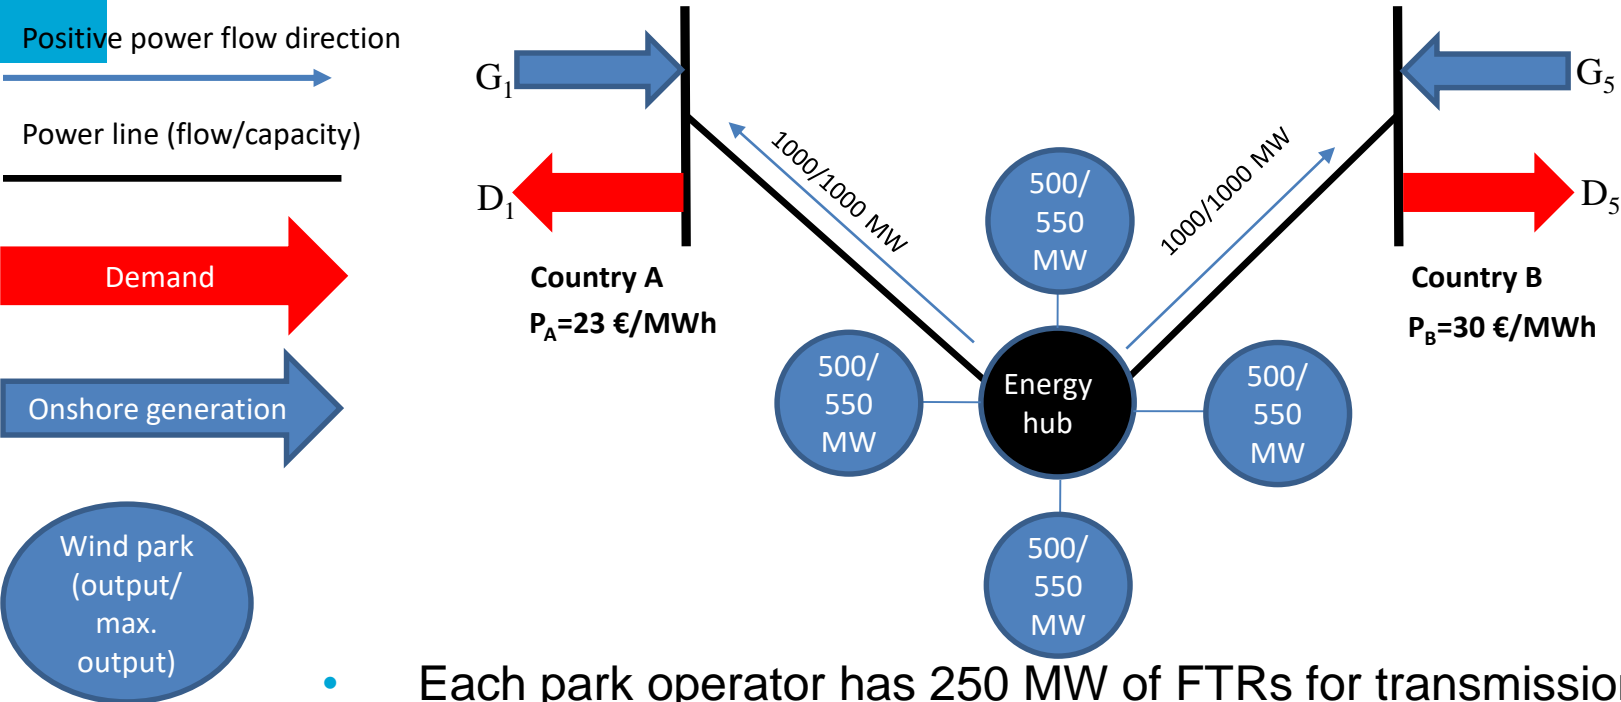 Positive power flow direction
Power line (flow/capacity)
Demand
Onshore generation
Wind park
(output/
max.
output)
G1
D1
Country A
PA=23 €/MWh
1000/1000 MW
1000/1000 MW
500/
550
MW
500/
550
MW
Energy
hub
500/
550
MW
500/
550
MW
G5
D5
Country B
PB=30 €/MWh
• Each park operator has 250 MW of FTRs for transmission